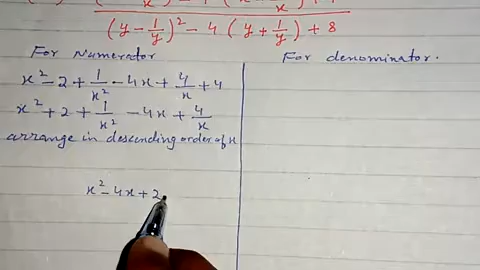 (y - 1/y)² - 4 (y + 1/y) + 8
For Numerator
For denominator.
x² - 2 + 1/x² - 4x + 4/x + 4
x² + 2 + 1/x² - 4x + 4/x
arrange in descending order of x
x² - 4x + 2